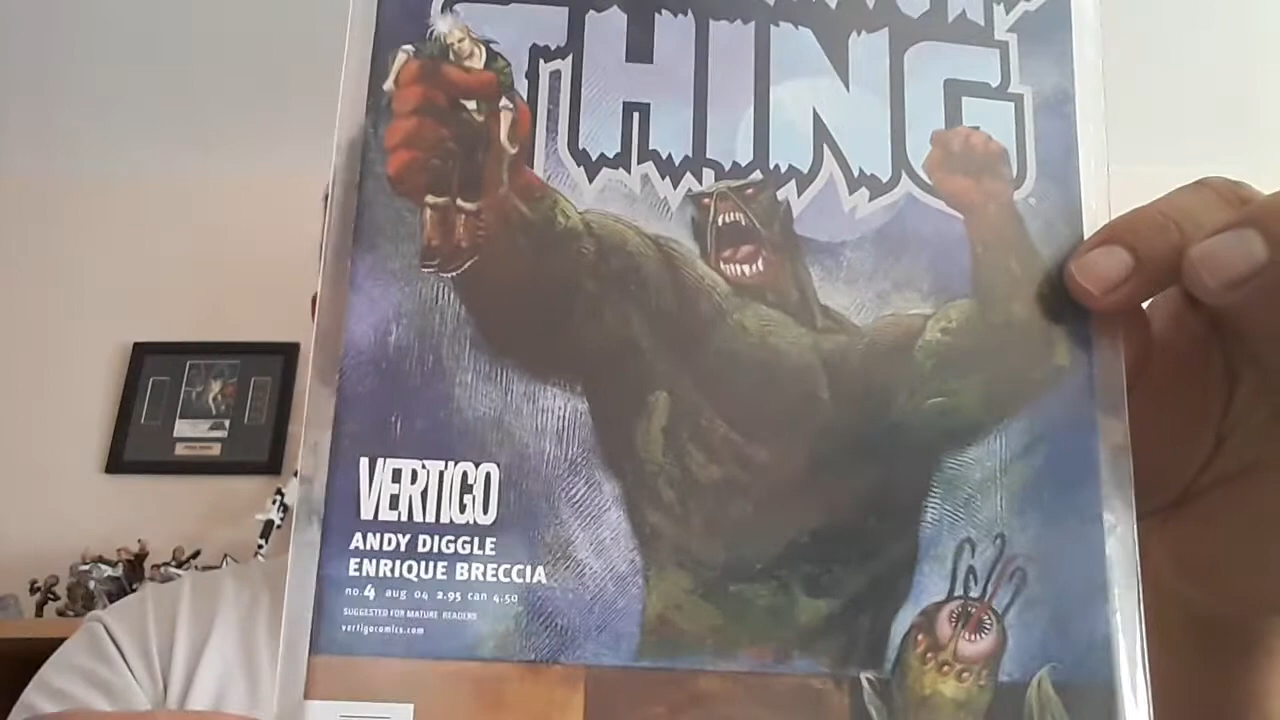 THING
VERTIGO
ANDY DIGGLE
ENRIQUE BRECCIA
no.4 aug 04 2.95 can 4.50
SUGGESTED FOR MATURE READERS
vertigocomics.com